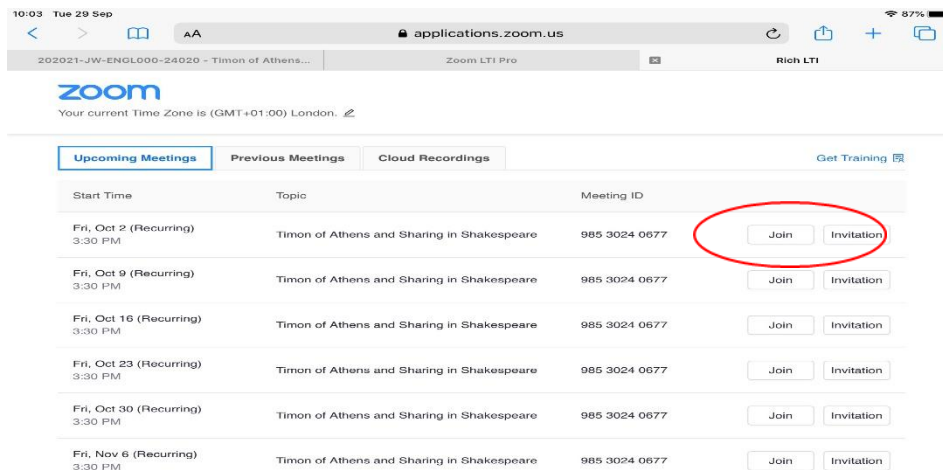 10:03 Tue 29 Sep 87%
AA applications.zoom.us
202021-JW-ENGL000-24020 - Timon of Athens... Zoom LTI Pro Rich LTI
zoom
Your current Time Zone is (GMT+01:00) London.
Upcoming Meetings Previous Meetings Cloud Recordings Get Training
Start Time Topic Meeting ID
Fri, Oct 2 (Recurring)
3:30 PM Timon of Athens and Sharing in Shakespeare 985 3024 0677 Join Invitation
Fri, Oct 9 (Recurring)
3:30 PM Timon of Athens and Sharing in Shakespeare 985 3024 0677 Join Invitation
Fri, Oct 16 (Recurring)
3:30 PM Timon of Athens and Sharing in Shakespeare 985 3024 0677 Join Invitation
Fri, Oct 23 (Recurring)
3:30 PM Timon of Athens and Sharing in Shakespeare 985 3024 0677 Join Invitation
Fri, Oct 30 (Recurring)
3:30 PM Timon of Athens and Sharing in Shakespeare 985 3024 0677 Join Invitation
Fri, Nov 6 (Recurring)
3:30 PM Timon of Athens and Sharing in Shakespeare 985 3024 0677 Join Invitation